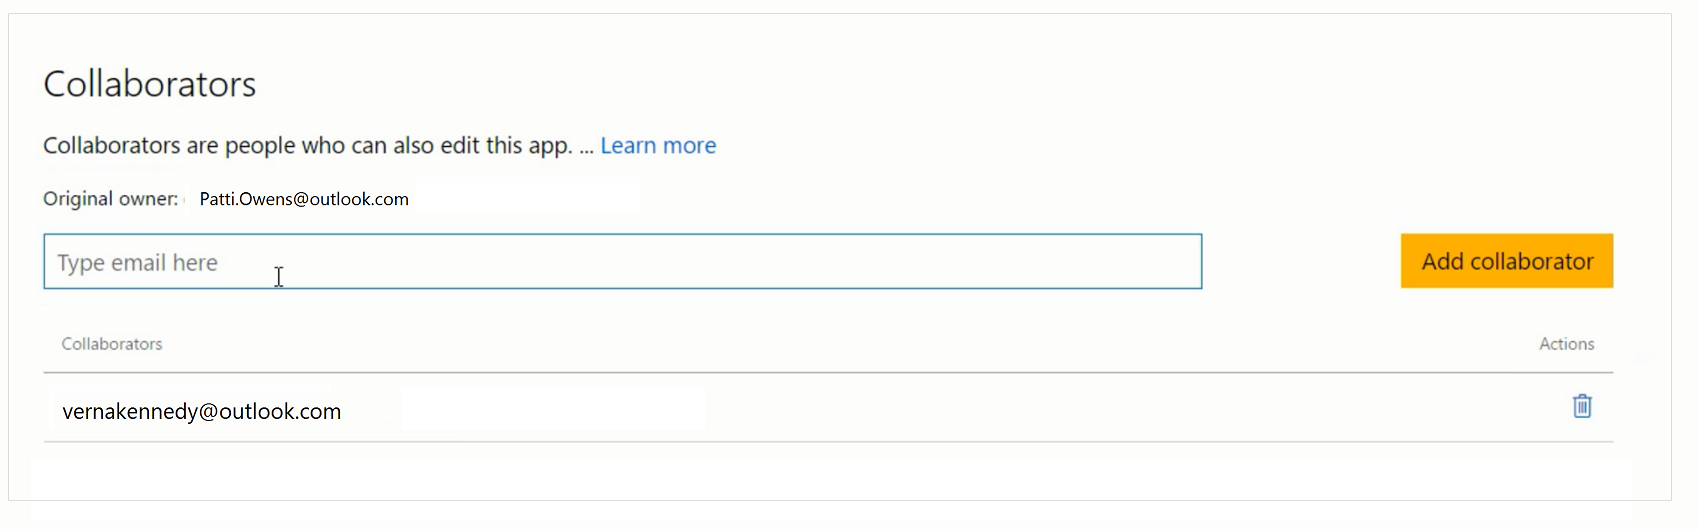 Collaborators
Collaborators are people who can also edit this app. ... Learn more
Original owner: Patti.Owens@outlook.com
Type email here
Add collaborator
Collaborators Actions
vernakennedy@outlook.com